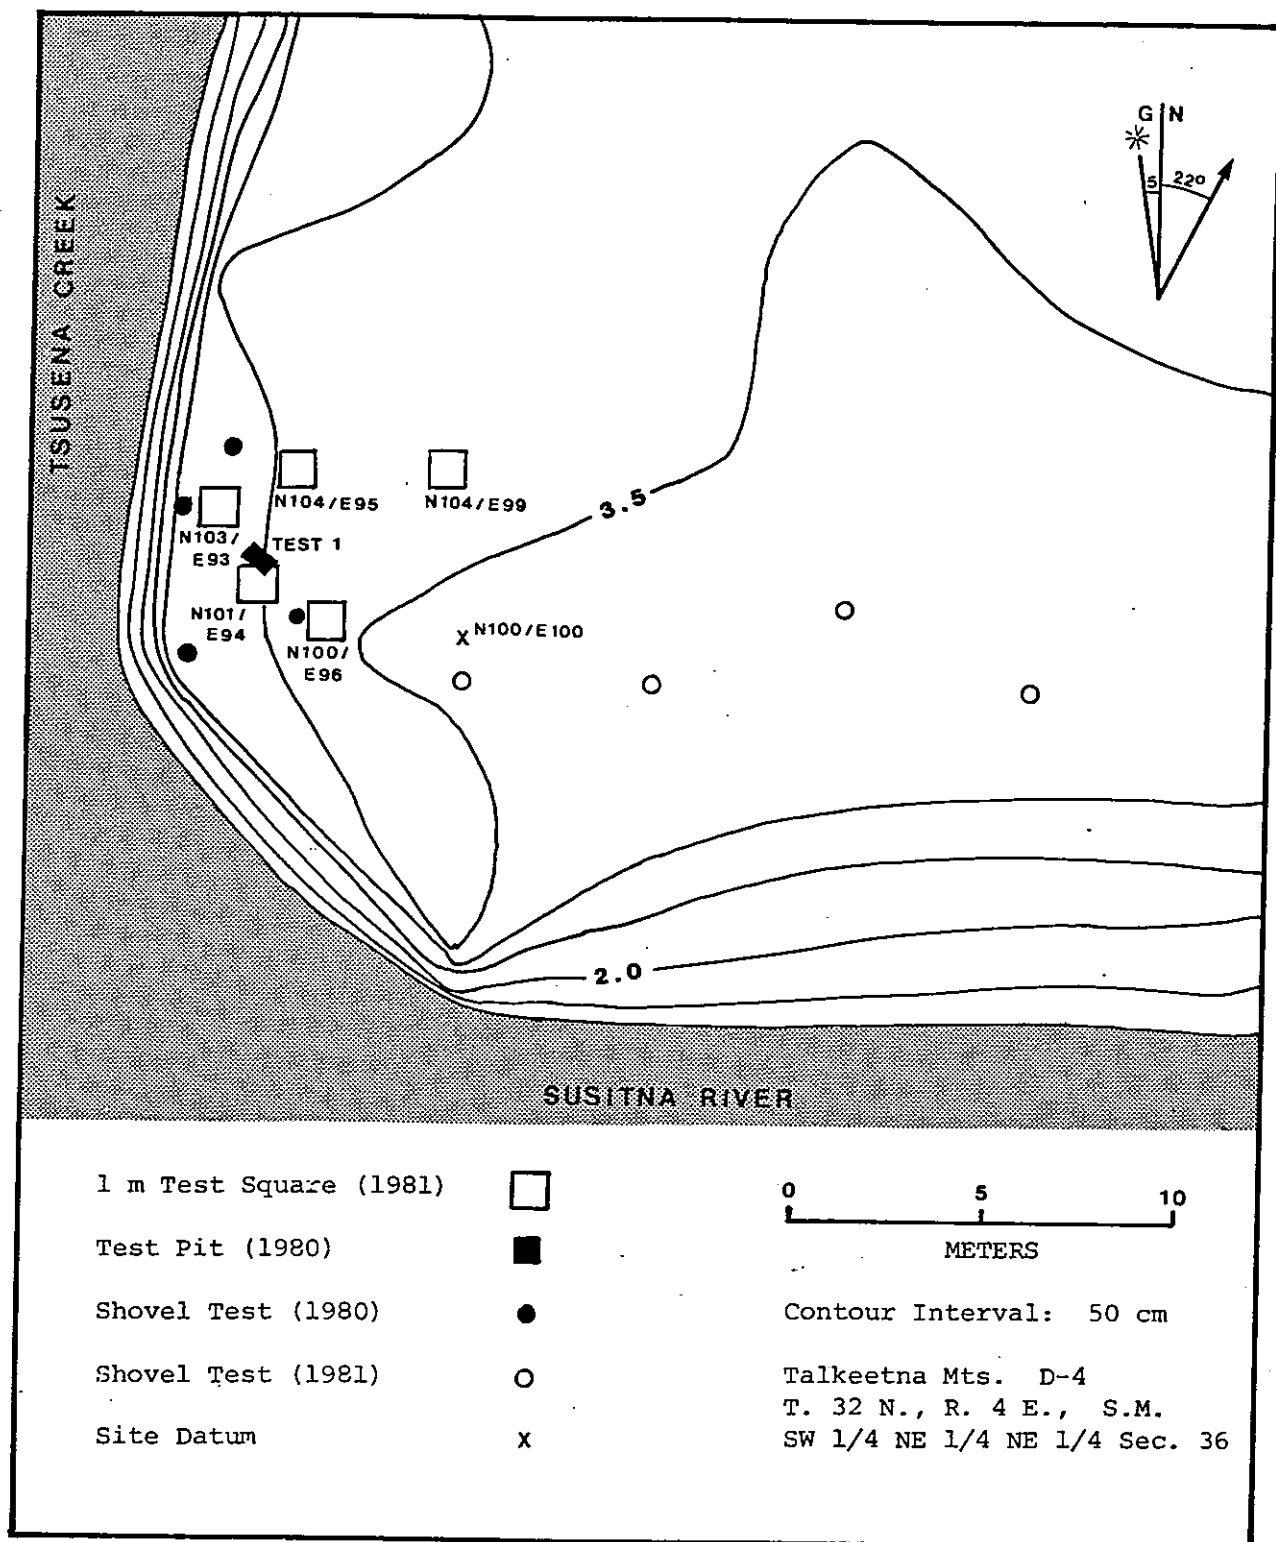 G N
5 22º
TSUSENA CREEK
N104/E95
N104/E99
3.5
N103/
E93
TEST 1
N101/
E94
N100/
E96
X N100/E100
2.0
SUSITNA RIVER
1 m Test Square (1981)
Test Pit (1980)
Shovel Test (1980)
Shovel Test (1981)
Site Datum
X
0 5 10
METERS
Contour Interval: 50 cm
Talkeetna Mts. D-4
T. 32 N., R. 4 E., S.M.
SW 1/4 NE 1/4 NE 1/4 Sec. 36